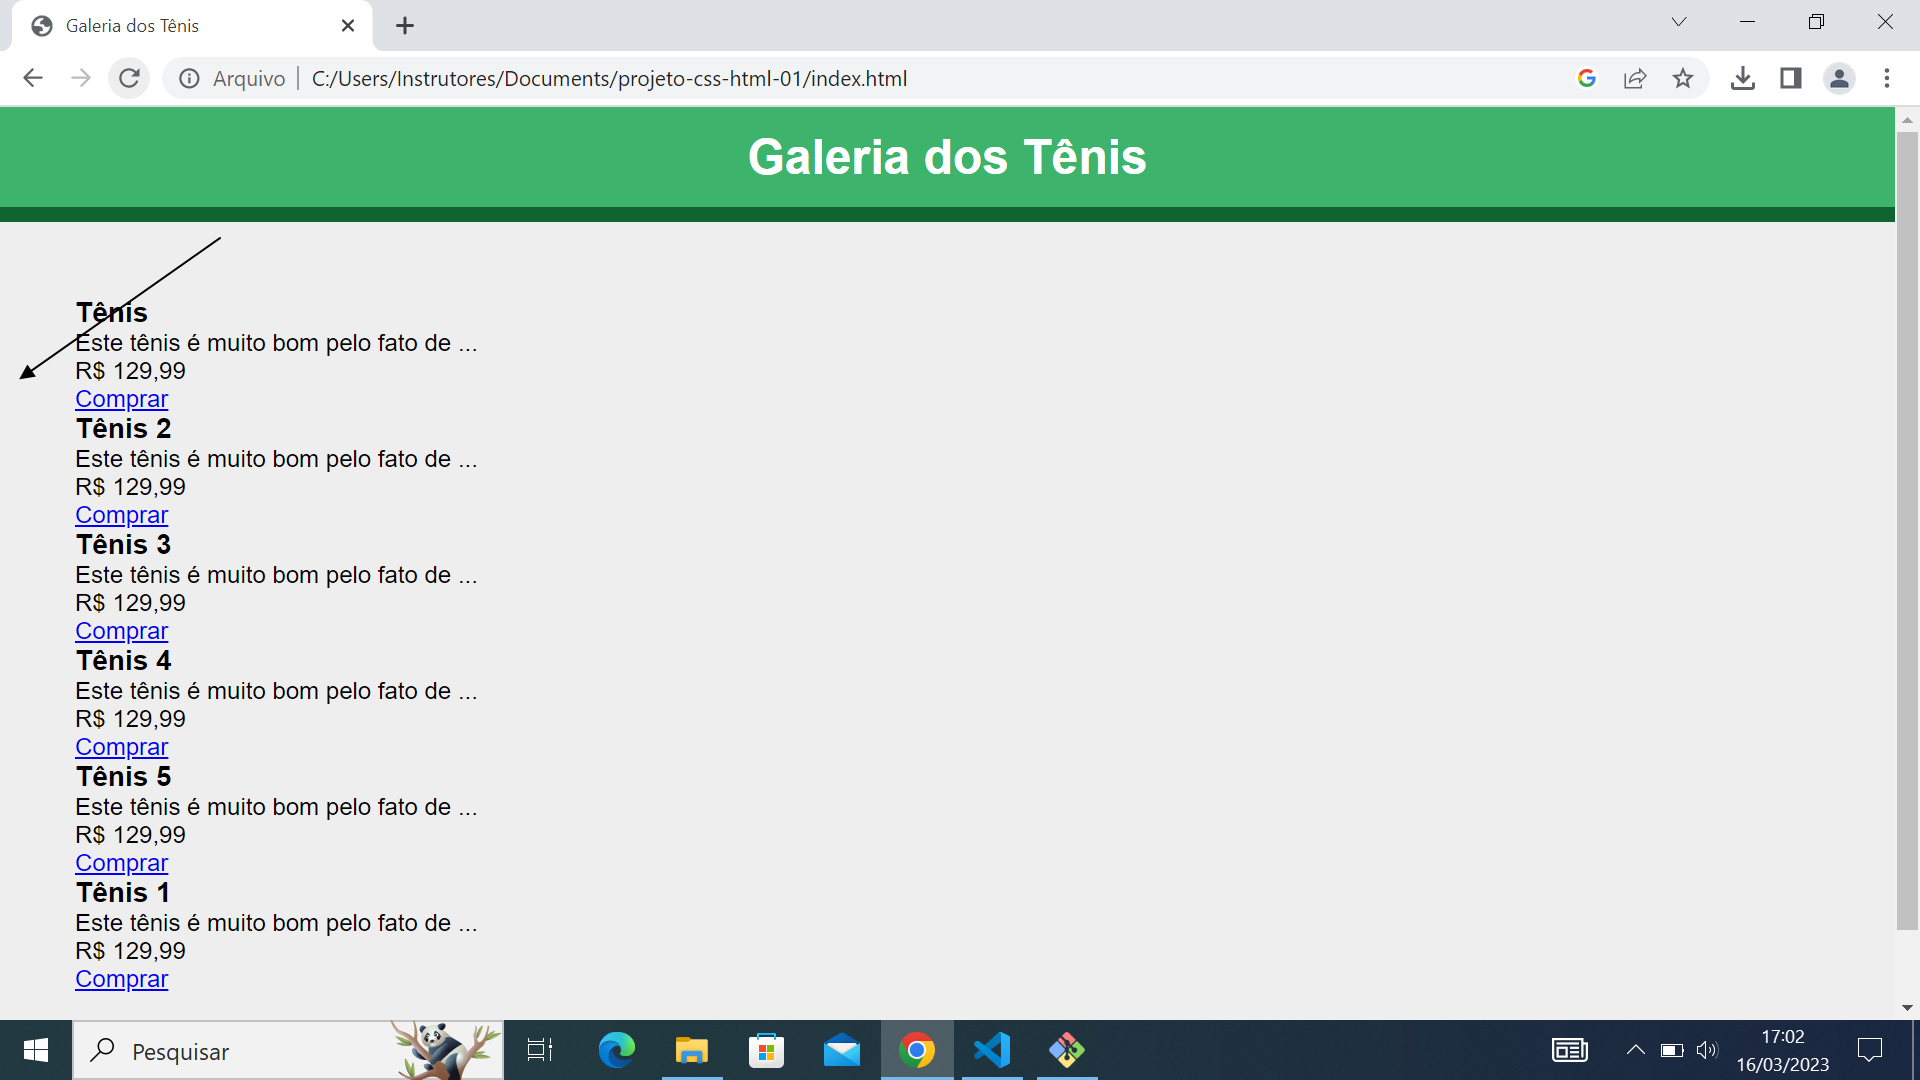 Galeria dos Tênis
Arquivo
C:/Users/Instrutores/Documents/projeto-css-html-01/index.html
Galeria dos Tênis
Tênis
Este tênis é muito bom pelo fato de ...
R$ 129,99
Comprar
Tênis 2
Este tênis é muito bom pelo fato de ...
R$ 129,99
Comprar
Tênis 3
Este tênis é muito bom pelo fato de ...
R$ 129,99
Comprar
Tênis 4
Este tênis é muito bom pelo fato de ...
R$ 129,99
Comprar
Tênis 5
Este tênis é muito bom pelo fato de ...
R$ 129,99
Comprar
Tênis 1
Este tênis é muito bom pelo fato de ...
R$ 129,99
Comprar
Pesquisar
17:02
16/03/2023